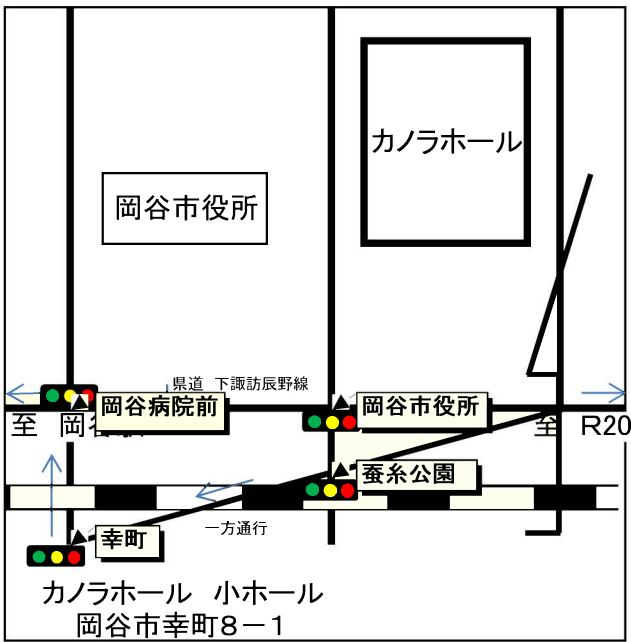 カノラホール
岡谷市役所
県道 下諏訪辰野線
岡谷病院前
岡谷市役所
至 岡谷
至 R20
蚕糸公園
一方通行
幸町
カノラホール 小ホール
岡谷市幸町8－1